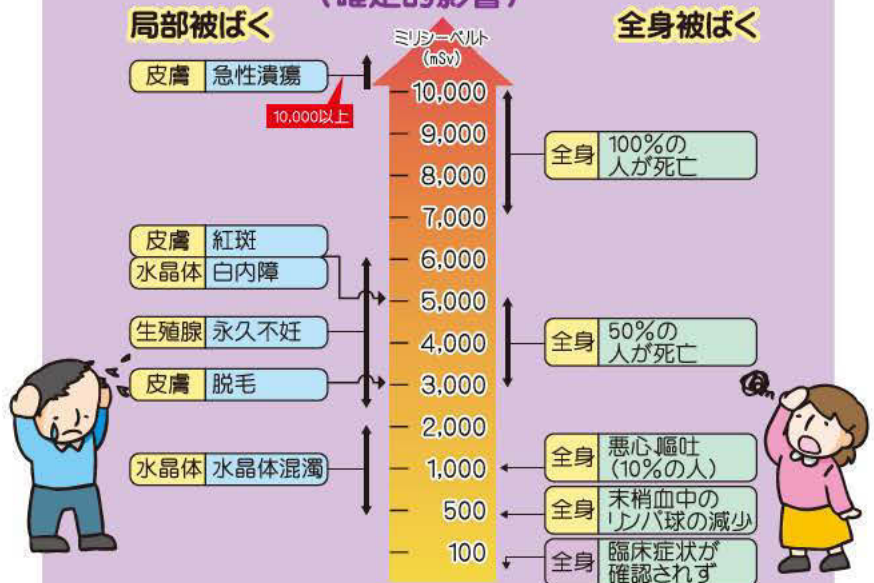 (確定的影響)
局部被ばく
全身被ばく
ミリシーベルト
(mSv)
皮膚 急性潰瘍
10,000以上
10,000
9,000
全身 100%の
人が死亡
8,000
7,000
皮膚 紅斑
水晶体 白内障
6,000
5,000
生殖腺 永久不妊
4,000
全身 50%の
人が死亡
皮膚 脱毛
3,000
2,000
水晶体 水晶体混濁
1,000
全身 悪心、嘔吐
(10%の人)
500
全身 末梢血中の
リンパ球の減少
100
全身 臨床症状が
確認されず